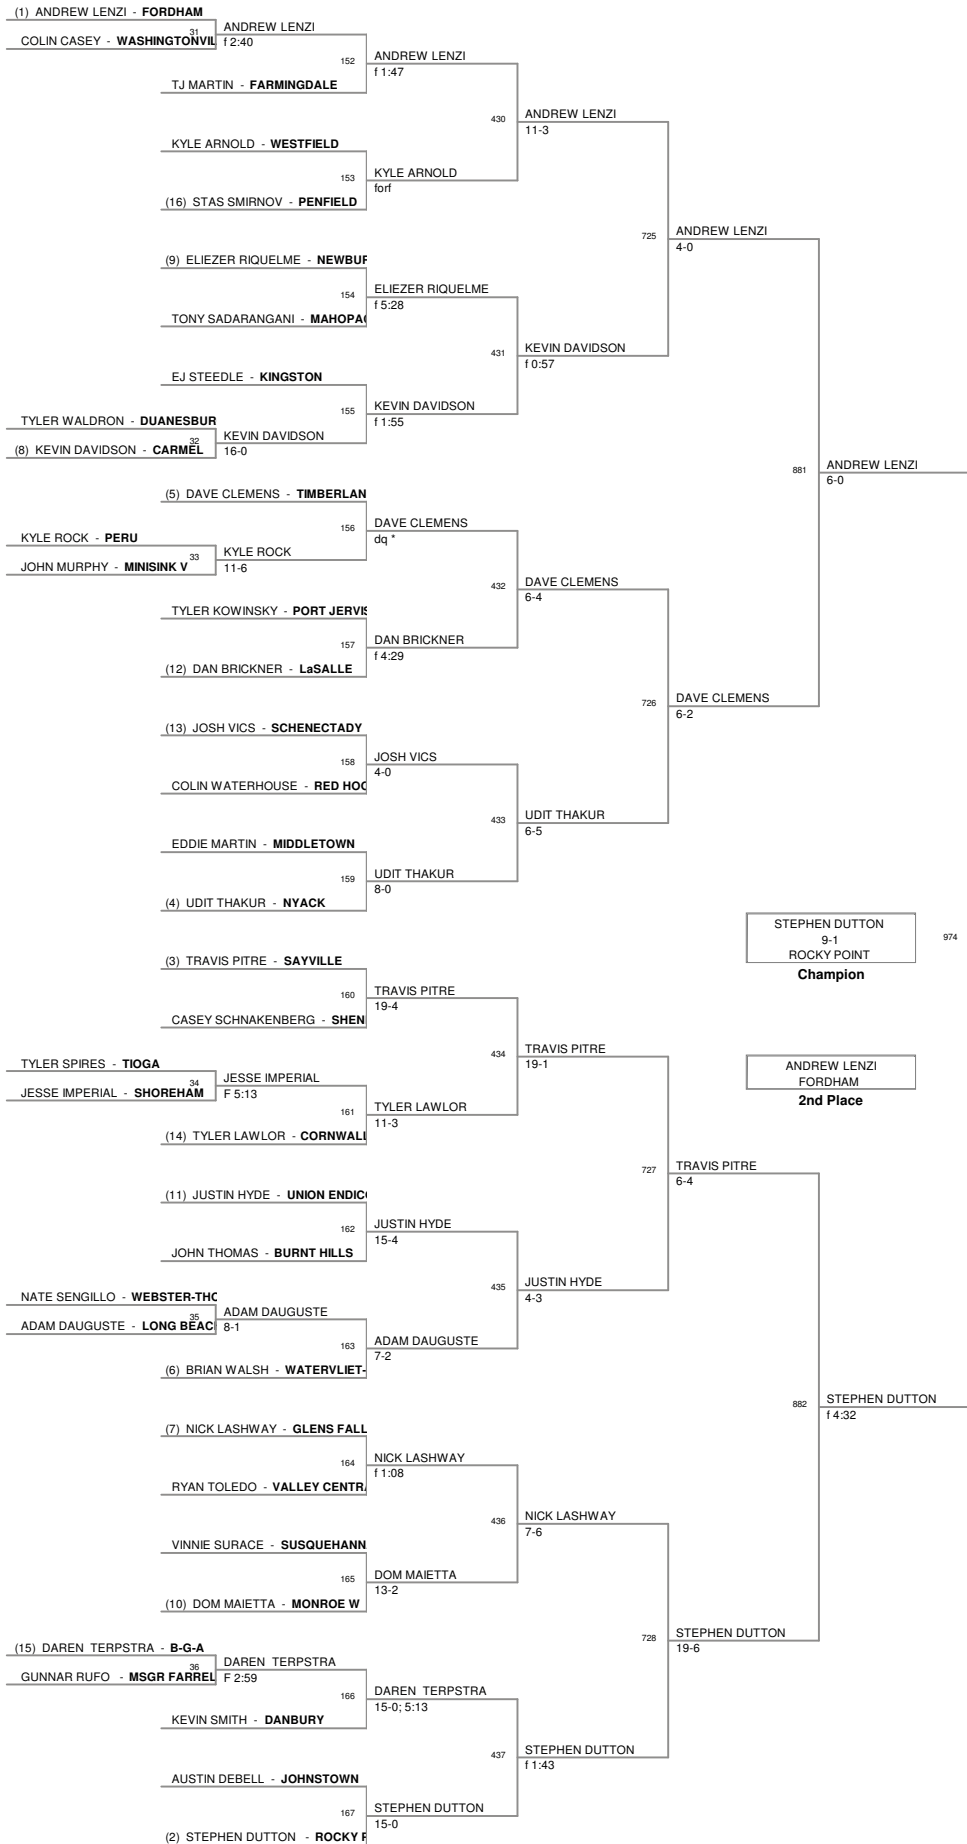 (1) ANDREW LENZI - FORDHAM
31
ANDREW LENZI
COLIN CASEY - WASHINGTONVIL
f 2:40
152
ANDREW LENZI
f 1:47
TJ MARTIN - FARMINGDALE
430
ANDREW LENZI
11-3
KYLE ARNOLD - WESTFIELD
153
KYLE ARNOLD
forf
(16) STAS SMIRNOV - PENFIELD
725
ANDREW LENZI
4-0
(9) ELIEZER RIQUELME - NEWBUR
154
ELIEZER RIQUELME
f 5:28
TONY SADARANGANI - MAHOPAC
431
KEVIN DAVIDSON
f 0:57
EJ STEEDLE - KINGSTON
155
KEVIN DAVIDSON
f 1:55
TYLER WALDRON - DUANESBUR
32
KEVIN DAVIDSON
(8) KEVIN DAVIDSON - CARMEL
16-0
881
ANDREW LENZI
6-0
(5) DAVE CLEMENS - TIMBERLAN
156
DAVE CLEMENS
dq *
KYLE ROCK - PERU
33
KYLE ROCK
JOHN MURPHY - MINISINK V
11-6
432
DAVE CLEMENS
6-4
TYLER KOWINSKY - PORT JERVIS
157
DAN BRICKNER
f 4:29
(12) DAN BRICKNER - LaSALLE
726
DAVE CLEMENS
6-2
(13) JOSH VICS - SCHENECTADY
158
JOSH VICS
4-0
COLIN WATERHOUSE - RED HOO
433
UDIT THAKUR
6-5
EDDIE MARTIN - MIDDLETOWN
159
UDIT THAKUR
8-0
(4) UDIT THAKUR - NYACK
STEPHEN DUTTON
9-1
ROCKY POINT
974
Champion
(3) TRAVIS PITRE - SAYVILLE
160
TRAVIS PITRE
19-4
CASEY SCHNAKENBERG - SHEN
434
TRAVIS PITRE
19-1
ANDREW LENZI
FORDHAM
2nd Place
TYLER SPIRES - TIOGA
34
JESSE IMPERIAL
JESSE IMPERIAL - SHOREHAM
F 5:13
161
TYLER LAWLOR
11-3
(14) TYLER LAWLOR - CORNWALL
727
TRAVIS PITRE
6-4
(11) JUSTIN HYDE - UNION ENDICO
162
JUSTIN HYDE
15-4
JOHN THOMAS - BURNT HILLS
435
JUSTIN HYDE
4-3
NATE SENGILLO - WEBSTER-THO
35
ADAM DAUGUSTE
ADAM DAUGUSTE - LONG BEAC
8-1
163
ADAM DAUGUSTE
7-2
(6) BRIAN WALSH - WATERVLIET-
882
STEPHEN DUTTON
f 4:32
(7) NICK LASHWAY - GLENS FALL
164
NICK LASHWAY
f 1:08
RYAN TOLEDO - VALLEY CENTRA
436
NICK LASHWAY
7-6
VINNIE SURACE - SUSQUEHANN
165
DOM MAIETTA
13-2
(10) DOM MAIETTA - MONROE W
728
STEPHEN DUTTON
19-6
(15) DAREN TERPSTRA - B-G-A
36
DAREN TERPSTRA
GUNNAR RUFO - MSGR FARREL
F 2:59
166
DAREN TERPSTRA
15-0; 5:13
KEVIN SMITH - DANBURY
437
STEPHEN DUTTON
f 1:43
AUSTIN DEBELL - JOHNSTOWN
167
STEPHEN DUTTON
15-0
(2) STEPHEN DUTTON - ROCKY P